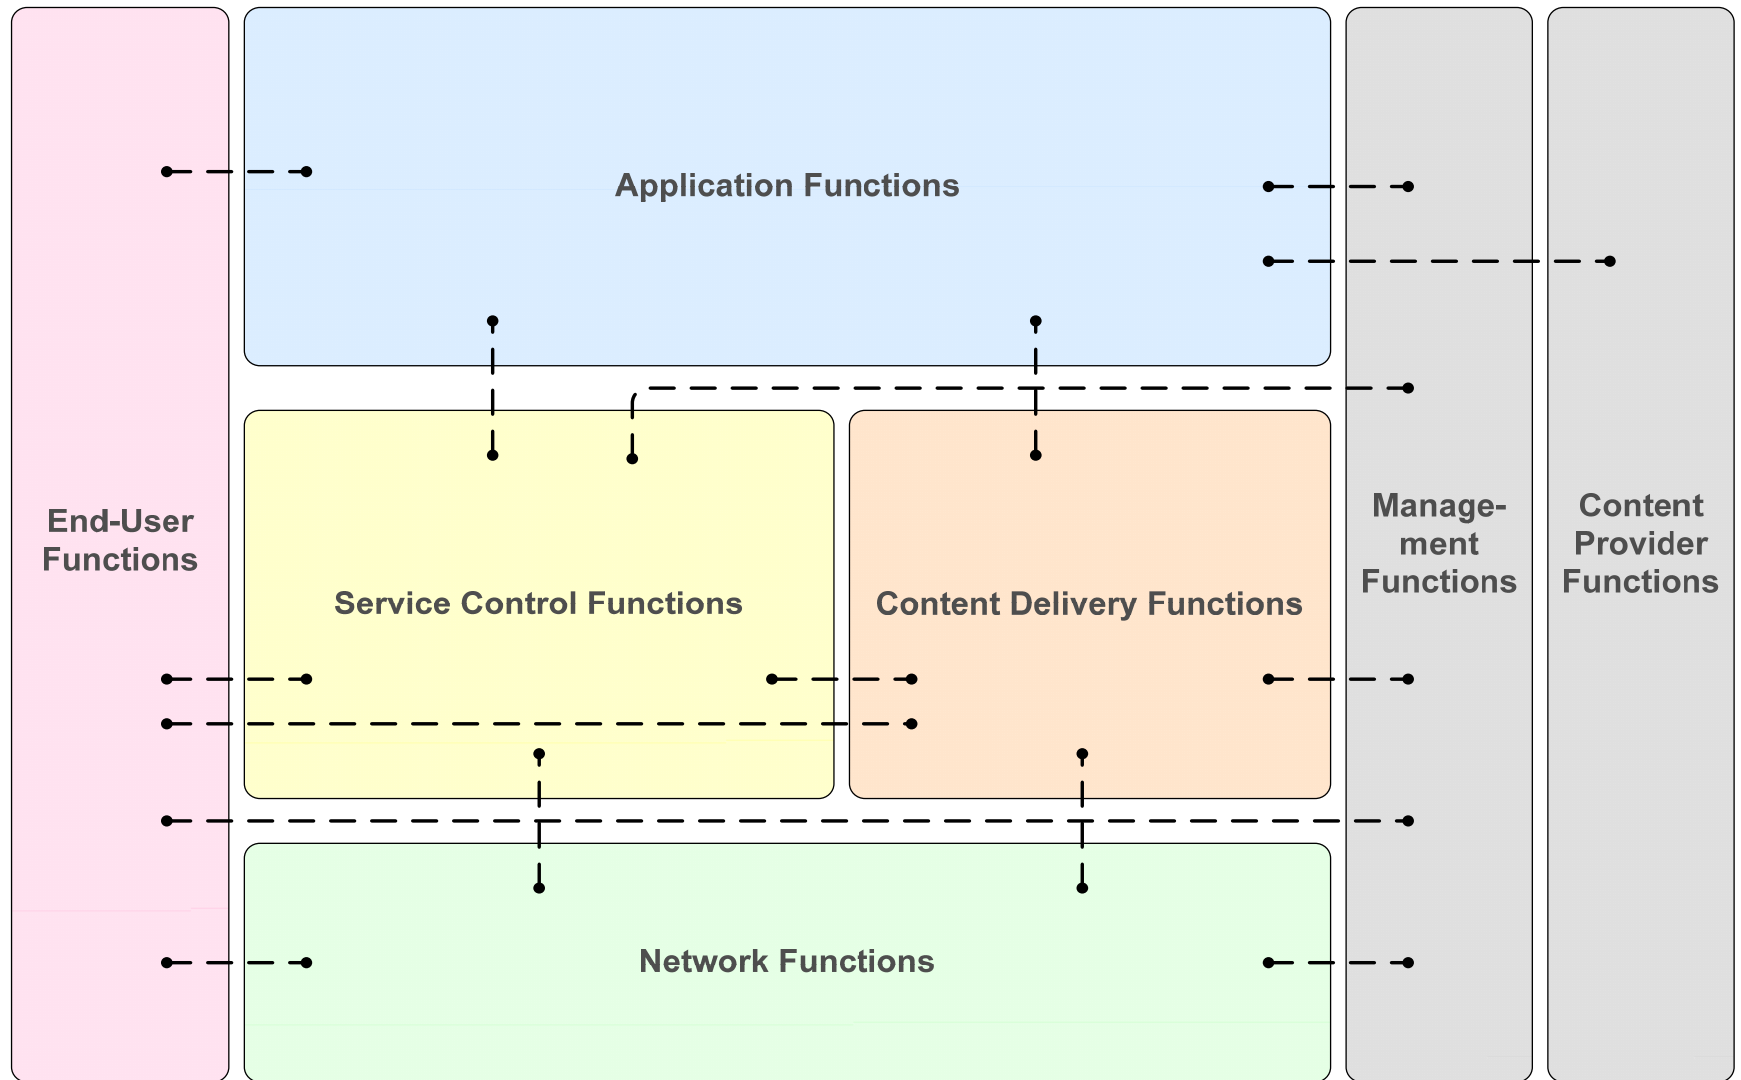 Application Functions
End-User
Functions
Service Control Functions
Content Delivery Functions
Manage-
ment
Functions
Content
Provider
Functions
Network Functions